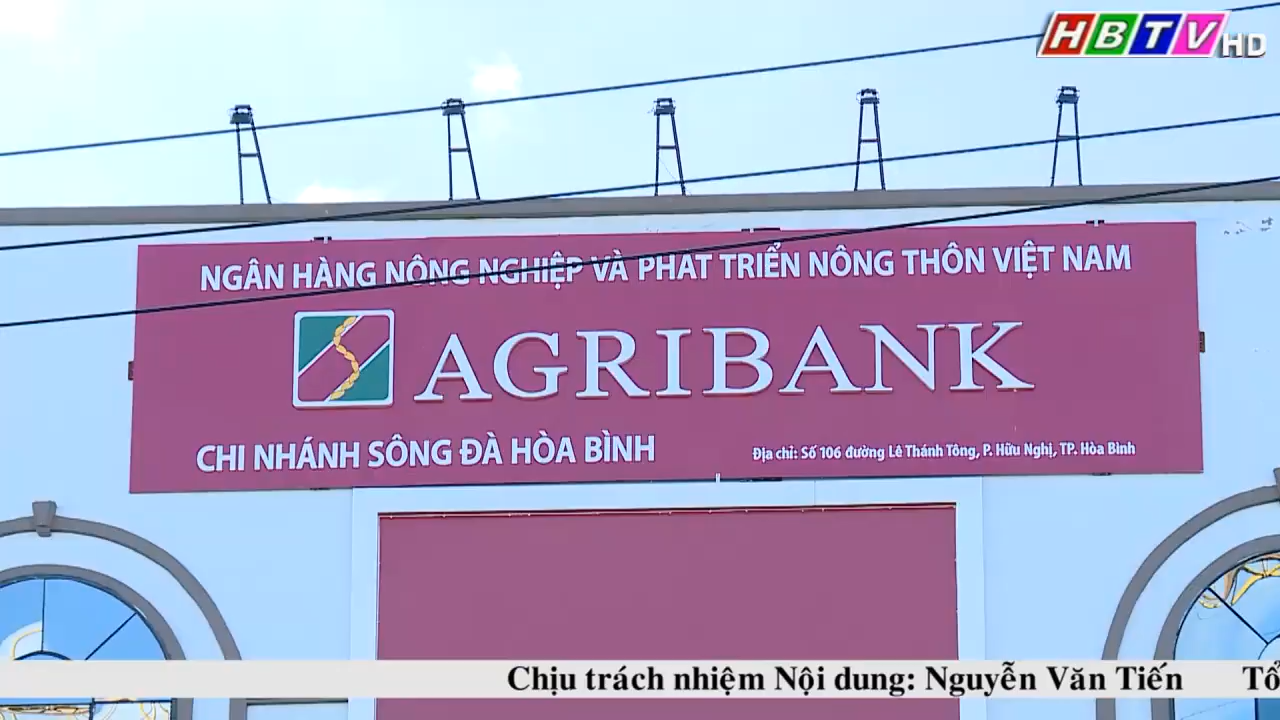 HBTV HD
NGÂN HÀNG NÔNG NGHIỆP VÀ PHÁT TRIỂN NÔNG THÔN VIỆT NAM
AGRIBANK
CHI NHÁNH SÔNG ĐÀ HÒA BÌNH
Địa chỉ: Số 106 đường Lê Thánh Tông, P. Hữu Nghị, TP. Hòa Bình
Chịu trách nhiệm Nội dung: Nguyễn Văn Tiến Tổ